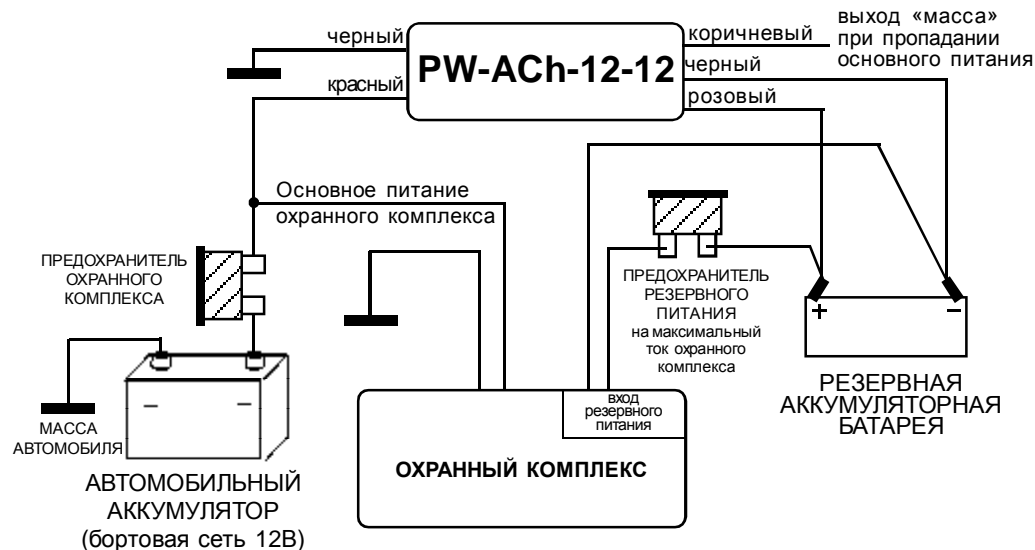 черный
красный
PW-ACh-12-12
коричневый
черный
розовый
выход «масса»
при пропадании
основного питания
Основное питание
охранного комплекса
ПРЕДОХРАНИТЕЛЬ
ОХРАННОГО
КОМПЛЕКСА
ПРЕДОХРАНИТЕЛЬ
РЕЗЕРВНОГО
ПИТАНИЯ
на максимальный
ток охранного
комплекса
+ −
РЕЗЕРВНАЯ
АККУМУЛЯТОРНАЯ
БАТАРЕЯ
МАССА
АВТОМОБИЛЯ
− −
АВТОМОБИЛЬНЫЙ
АККУМУЛЯТОР
(бортовая сеть 12В)
вход
резервного
питания
ОХРАННЫЙ КОМПЛЕКС